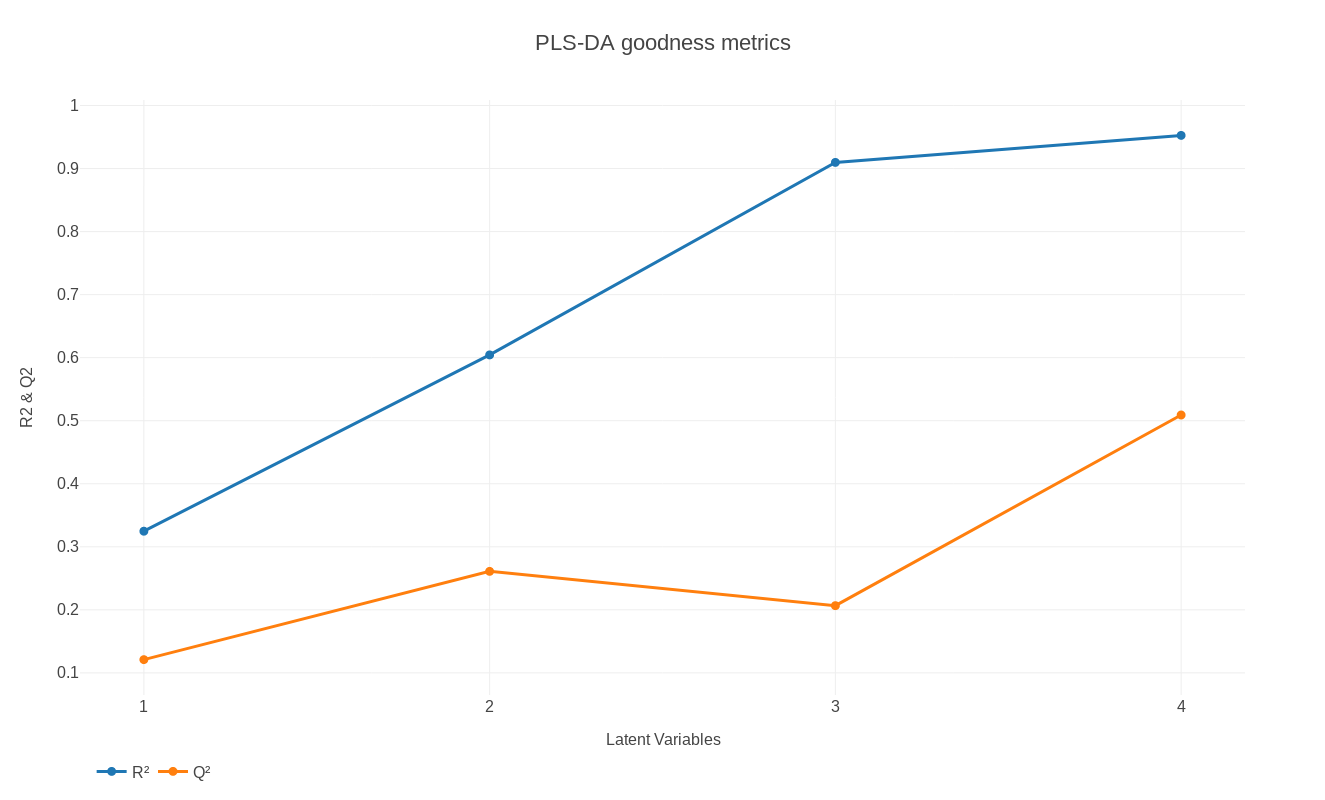 PLS-DA goodness metrics
1
0.9
0.8
0.7
0.6
0.5
0.4
0.3
0.2
0.1
R2 & Q2
1 2 3 4
Latent Variables
R² Q²